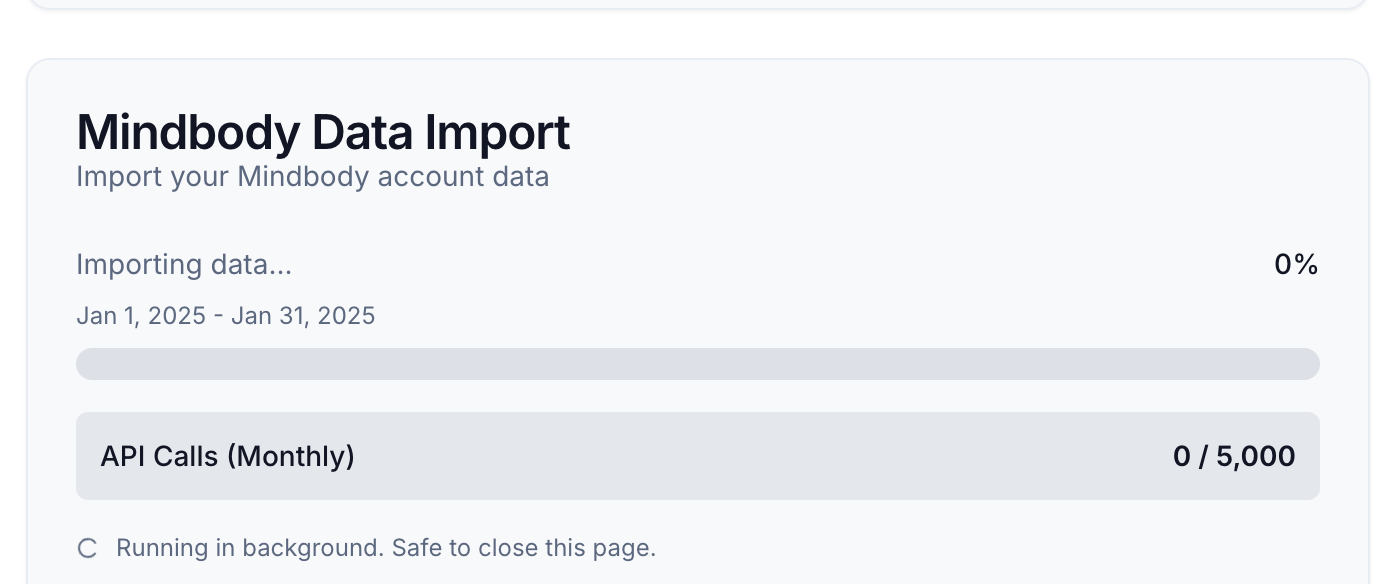 Mindbody Data Import
Import your Mindbody account data
Importing data...
0%
Jan 1, 2025 - Jan 31, 2025
API Calls (Monthly)
0 / 5,000
Running in background. Safe to close this page.